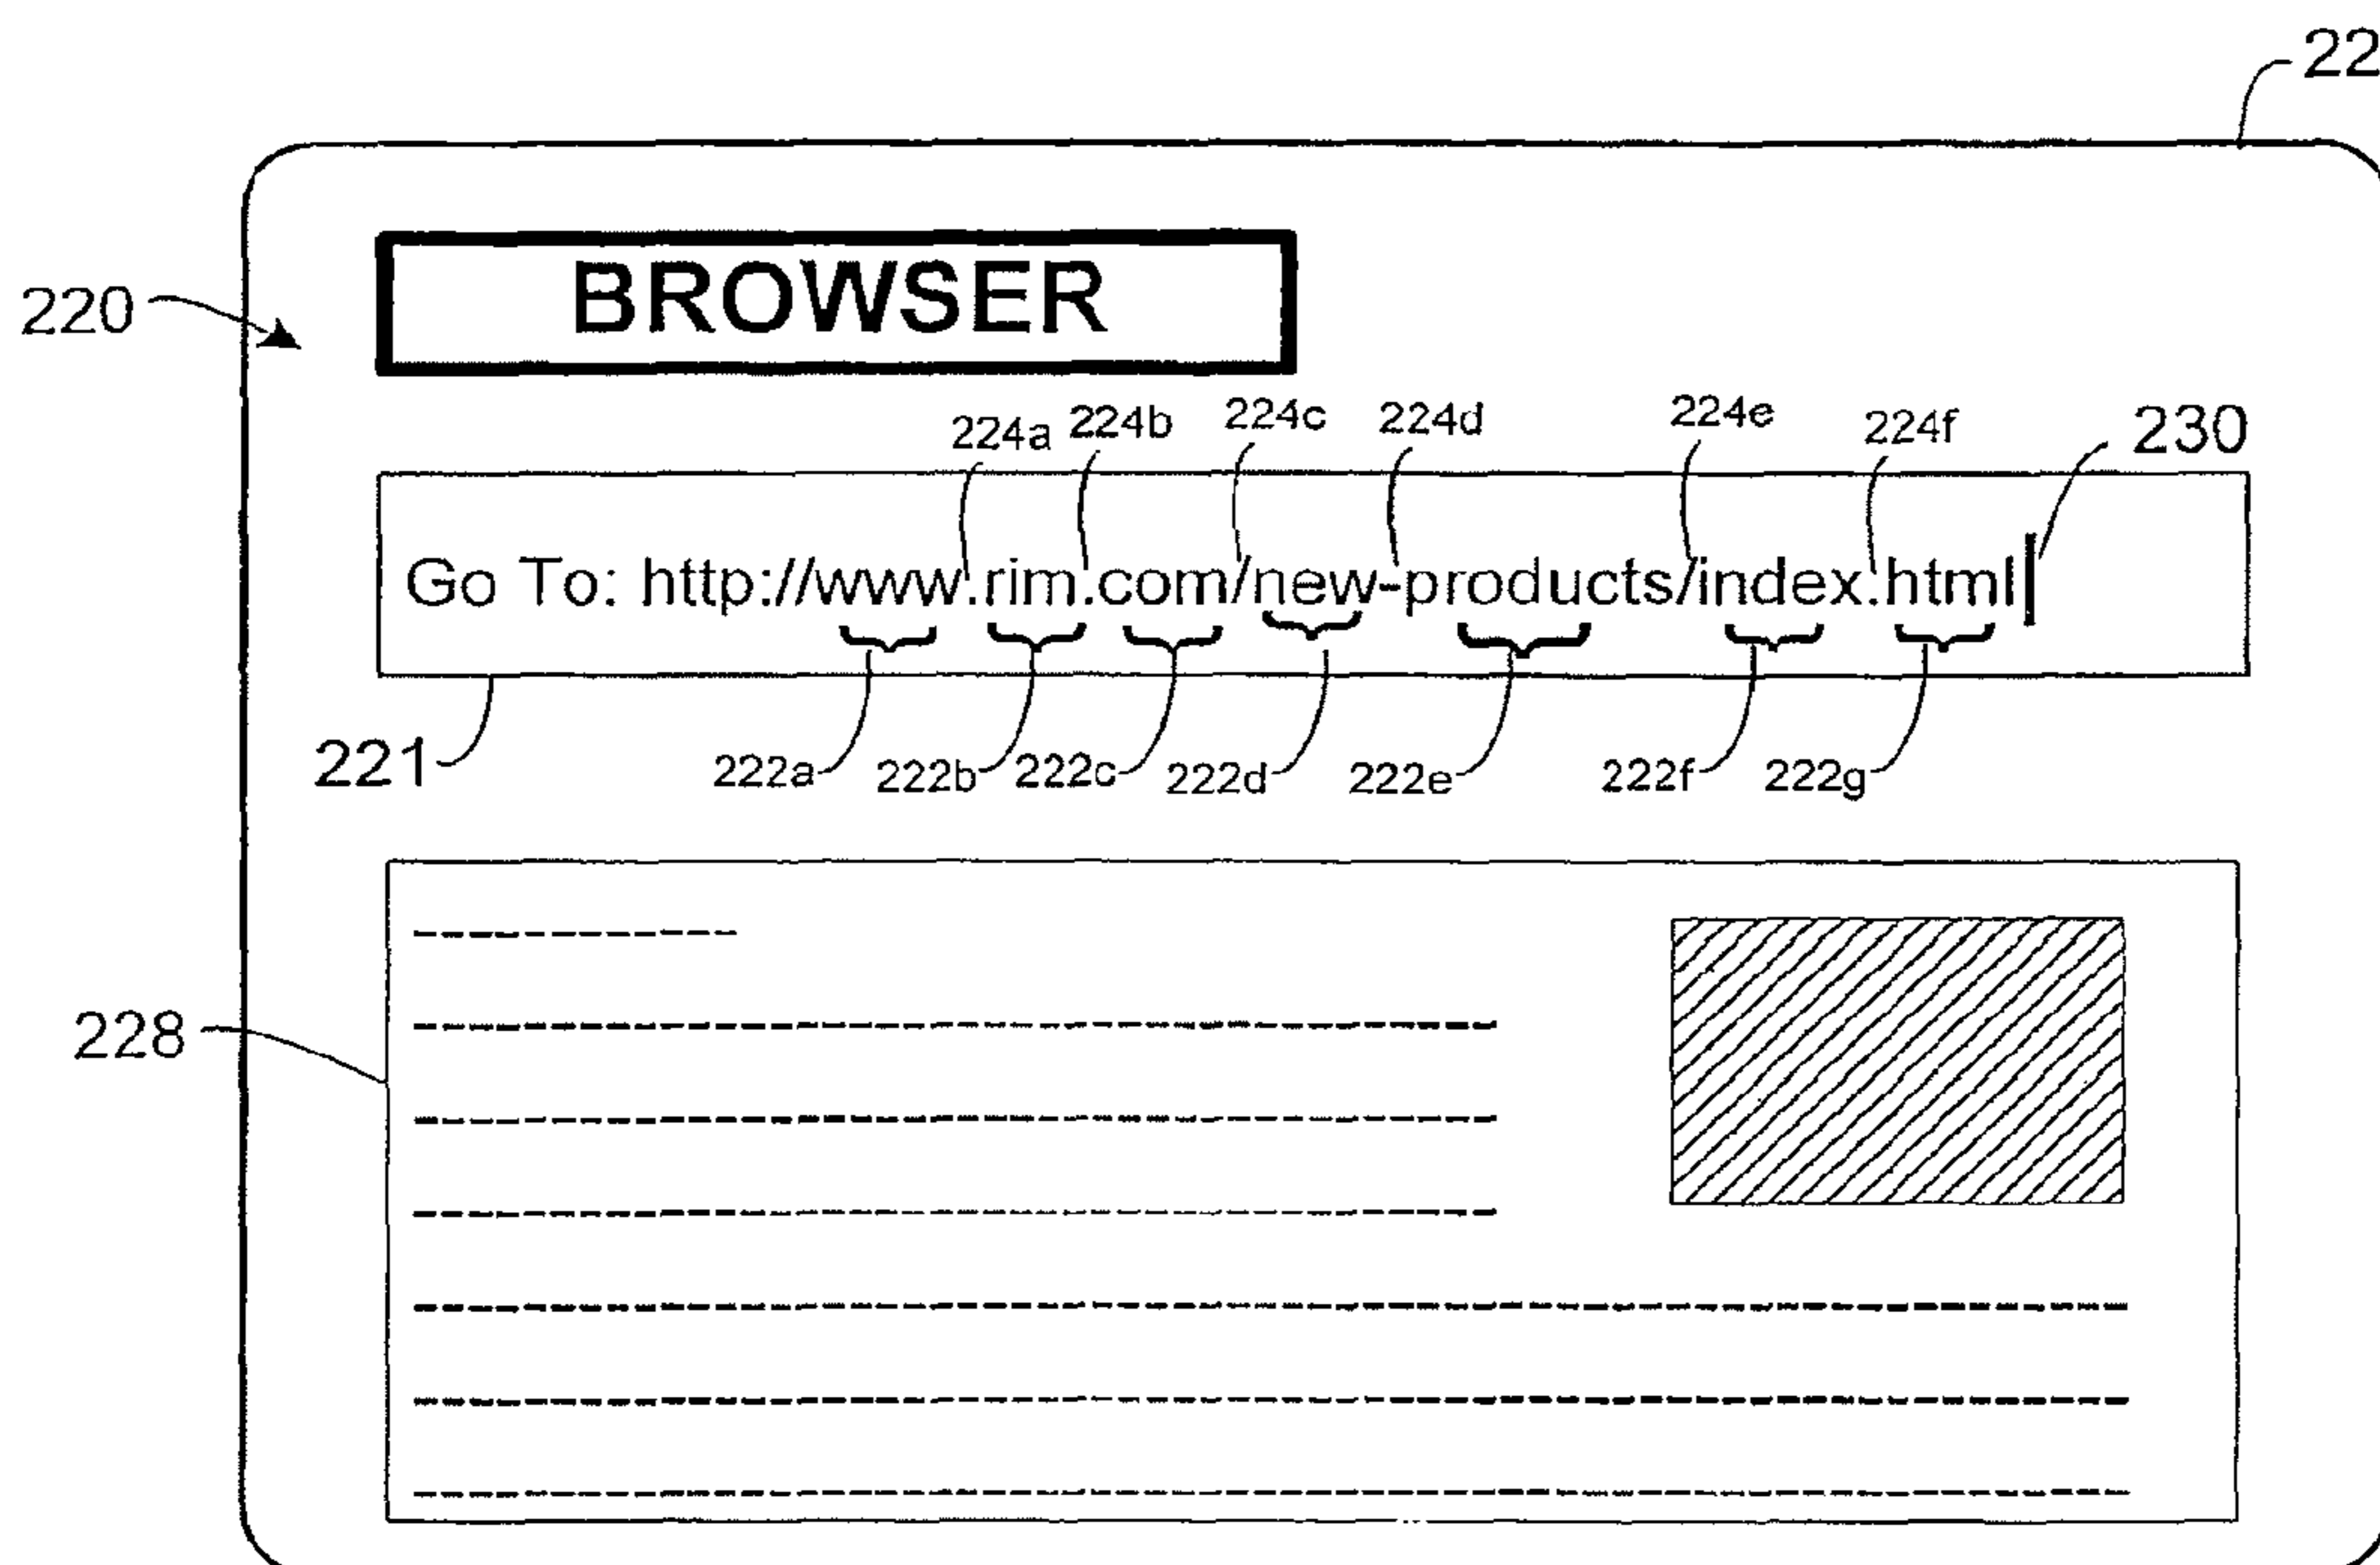 22
BROWSER
220
224a 224b 224c 224d 224e 224f 230
Go To: http://www.rim.com/new-products/index.html
221 222a 222b 222c 222d 222e 222f 222g
228